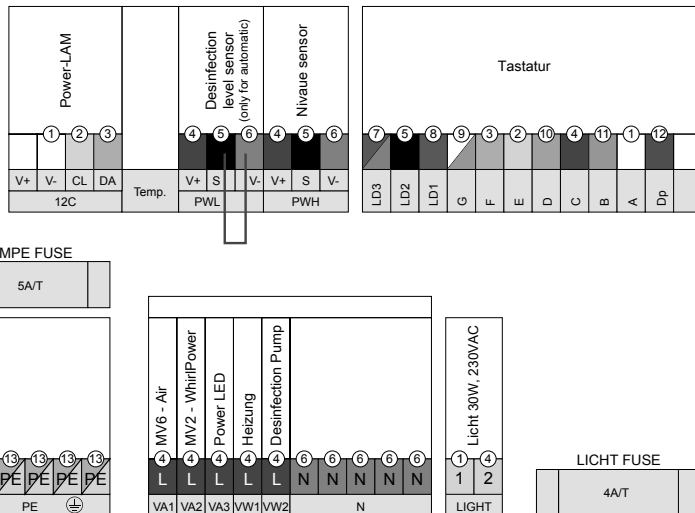 Power-LAM
Desinfection
level sensor
(only for automatic)
Nivaue sensor
Tastatur
1 2 3 4 5 6 4 5 6
7 5 8 9 3 2 10 4 11 1 12
V+ V- CL DA Temp. V+ S V- V+ S V-
12C PWL PWH
LD3 LD2 LD1 G F E D C B A Dp
MPE FUSE
5A/T
MV6 - Air
MV2 - WhirlPower
Power LED
Heizung
Desinfection Pump
Licht 30W, 230VAC
13 13 13 13
PE PE PE PE
PE
4 4 4 4 4 6 6 6 6 6
L L L L L N N N N N
VA1 VA2 VA3 VW1 VW2 N
1 4
1 2
LIGHT
LICHT FUSE
4A/T